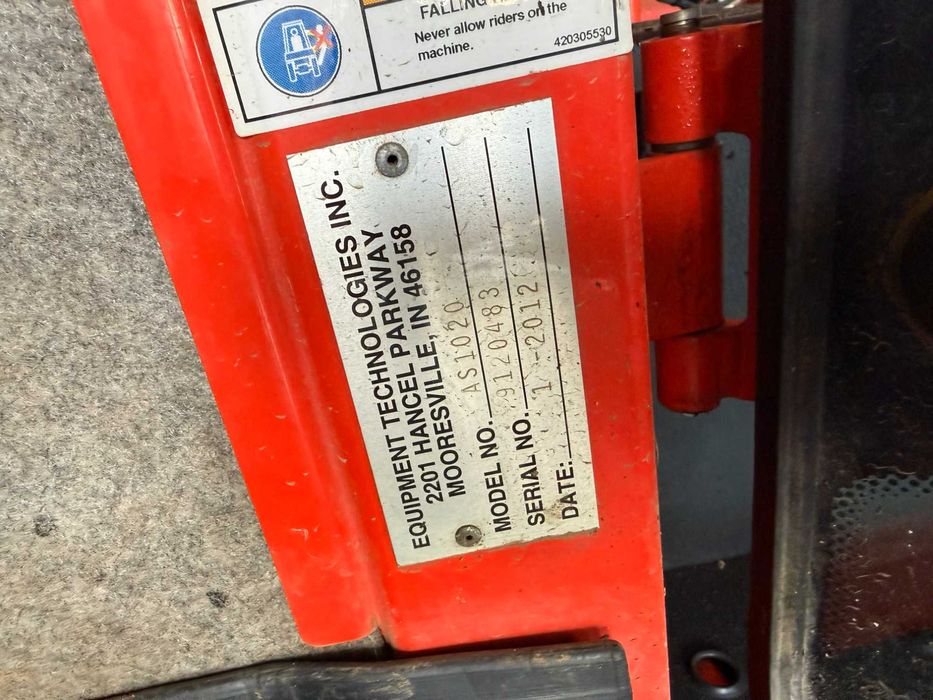 FALLING
Never allow riders on the
machine.
420305530
EQUIPMENT TECHNOLOGIES INC.
2201 HANCEL PARKWAY
MOORESVILLE, IN 46158
MODEL NO. AS1020
SERIAL NO. 9120483
DATE: 1-2012